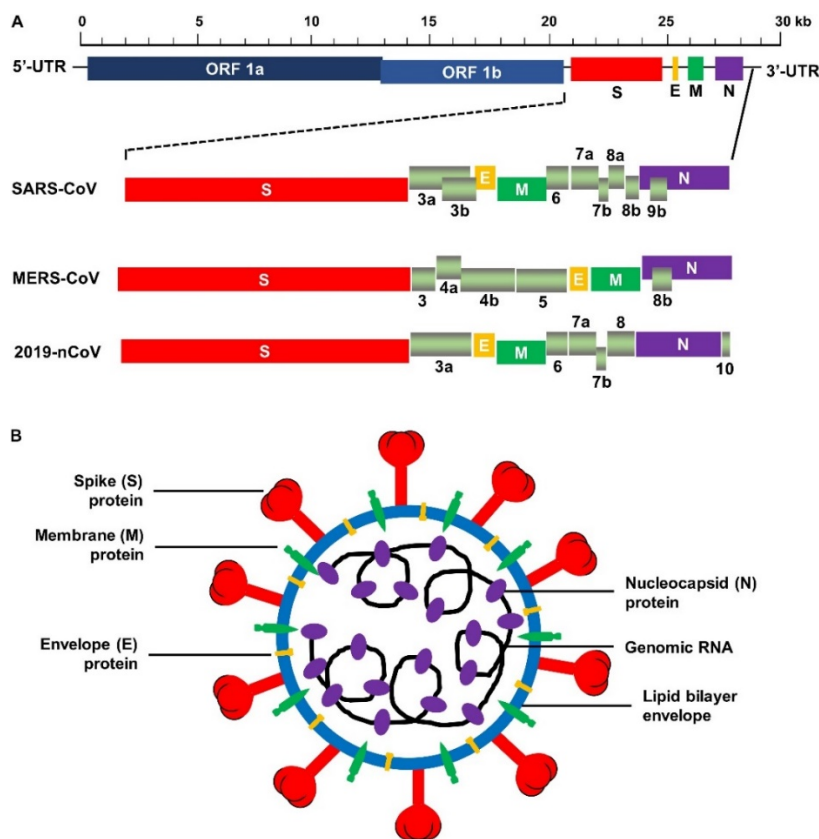 A
0 5 10 15 20 25 30 kb
5'-UTR ORF 1a ORF 1b S E M N 3'-UTR
SARS-CoV S 3a 3b E M 6 7a 7b 8a 8b 9b N
MERS-CoV S 3 4a 4b 5 E M 8b N
2019-nCoV S 3a E M 6 7a 7b 8 N 10
B
Spike (S)
protein
Membrane (M)
protein
Envelope (E)
protein
Nucleocapsid (N)
protein
Genomic RNA
Lipid bilayer
envelope